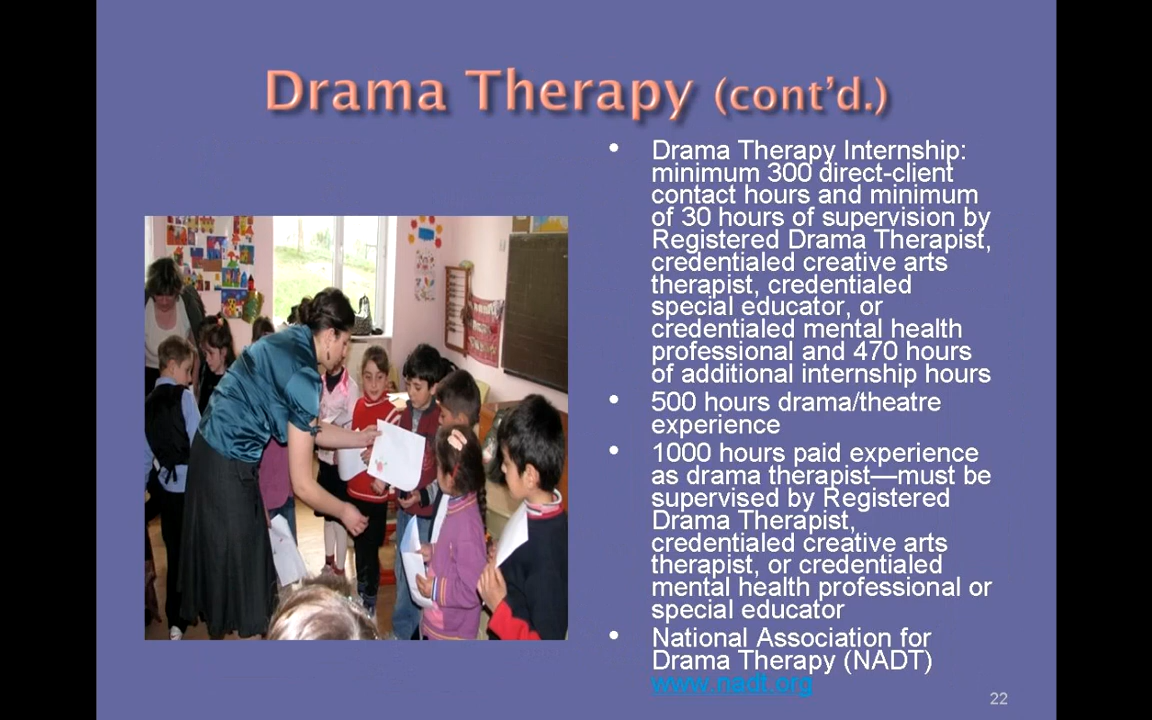 Drama Therapy (cont’d.)
• Drama Therapy Internship:
minimum 300 direct-client
contact hours and minimum
of 30 hours of supervision by
Registered Drama Therapist,
credentialed creative arts
therapist, credentialed
special educator, or
credentialed mental health
professional and 470 hours
of additional internship hours
• 500 hours drama/theatre
experience
• 1000 hours paid experience
as drama therapist—must be
supervised by Registered
Drama Therapist,
credentialed creative arts
therapist, or credentialed
mental health professional or
special educator
• National Association for
Drama Therapy (NADT)
www.nadt.org
22